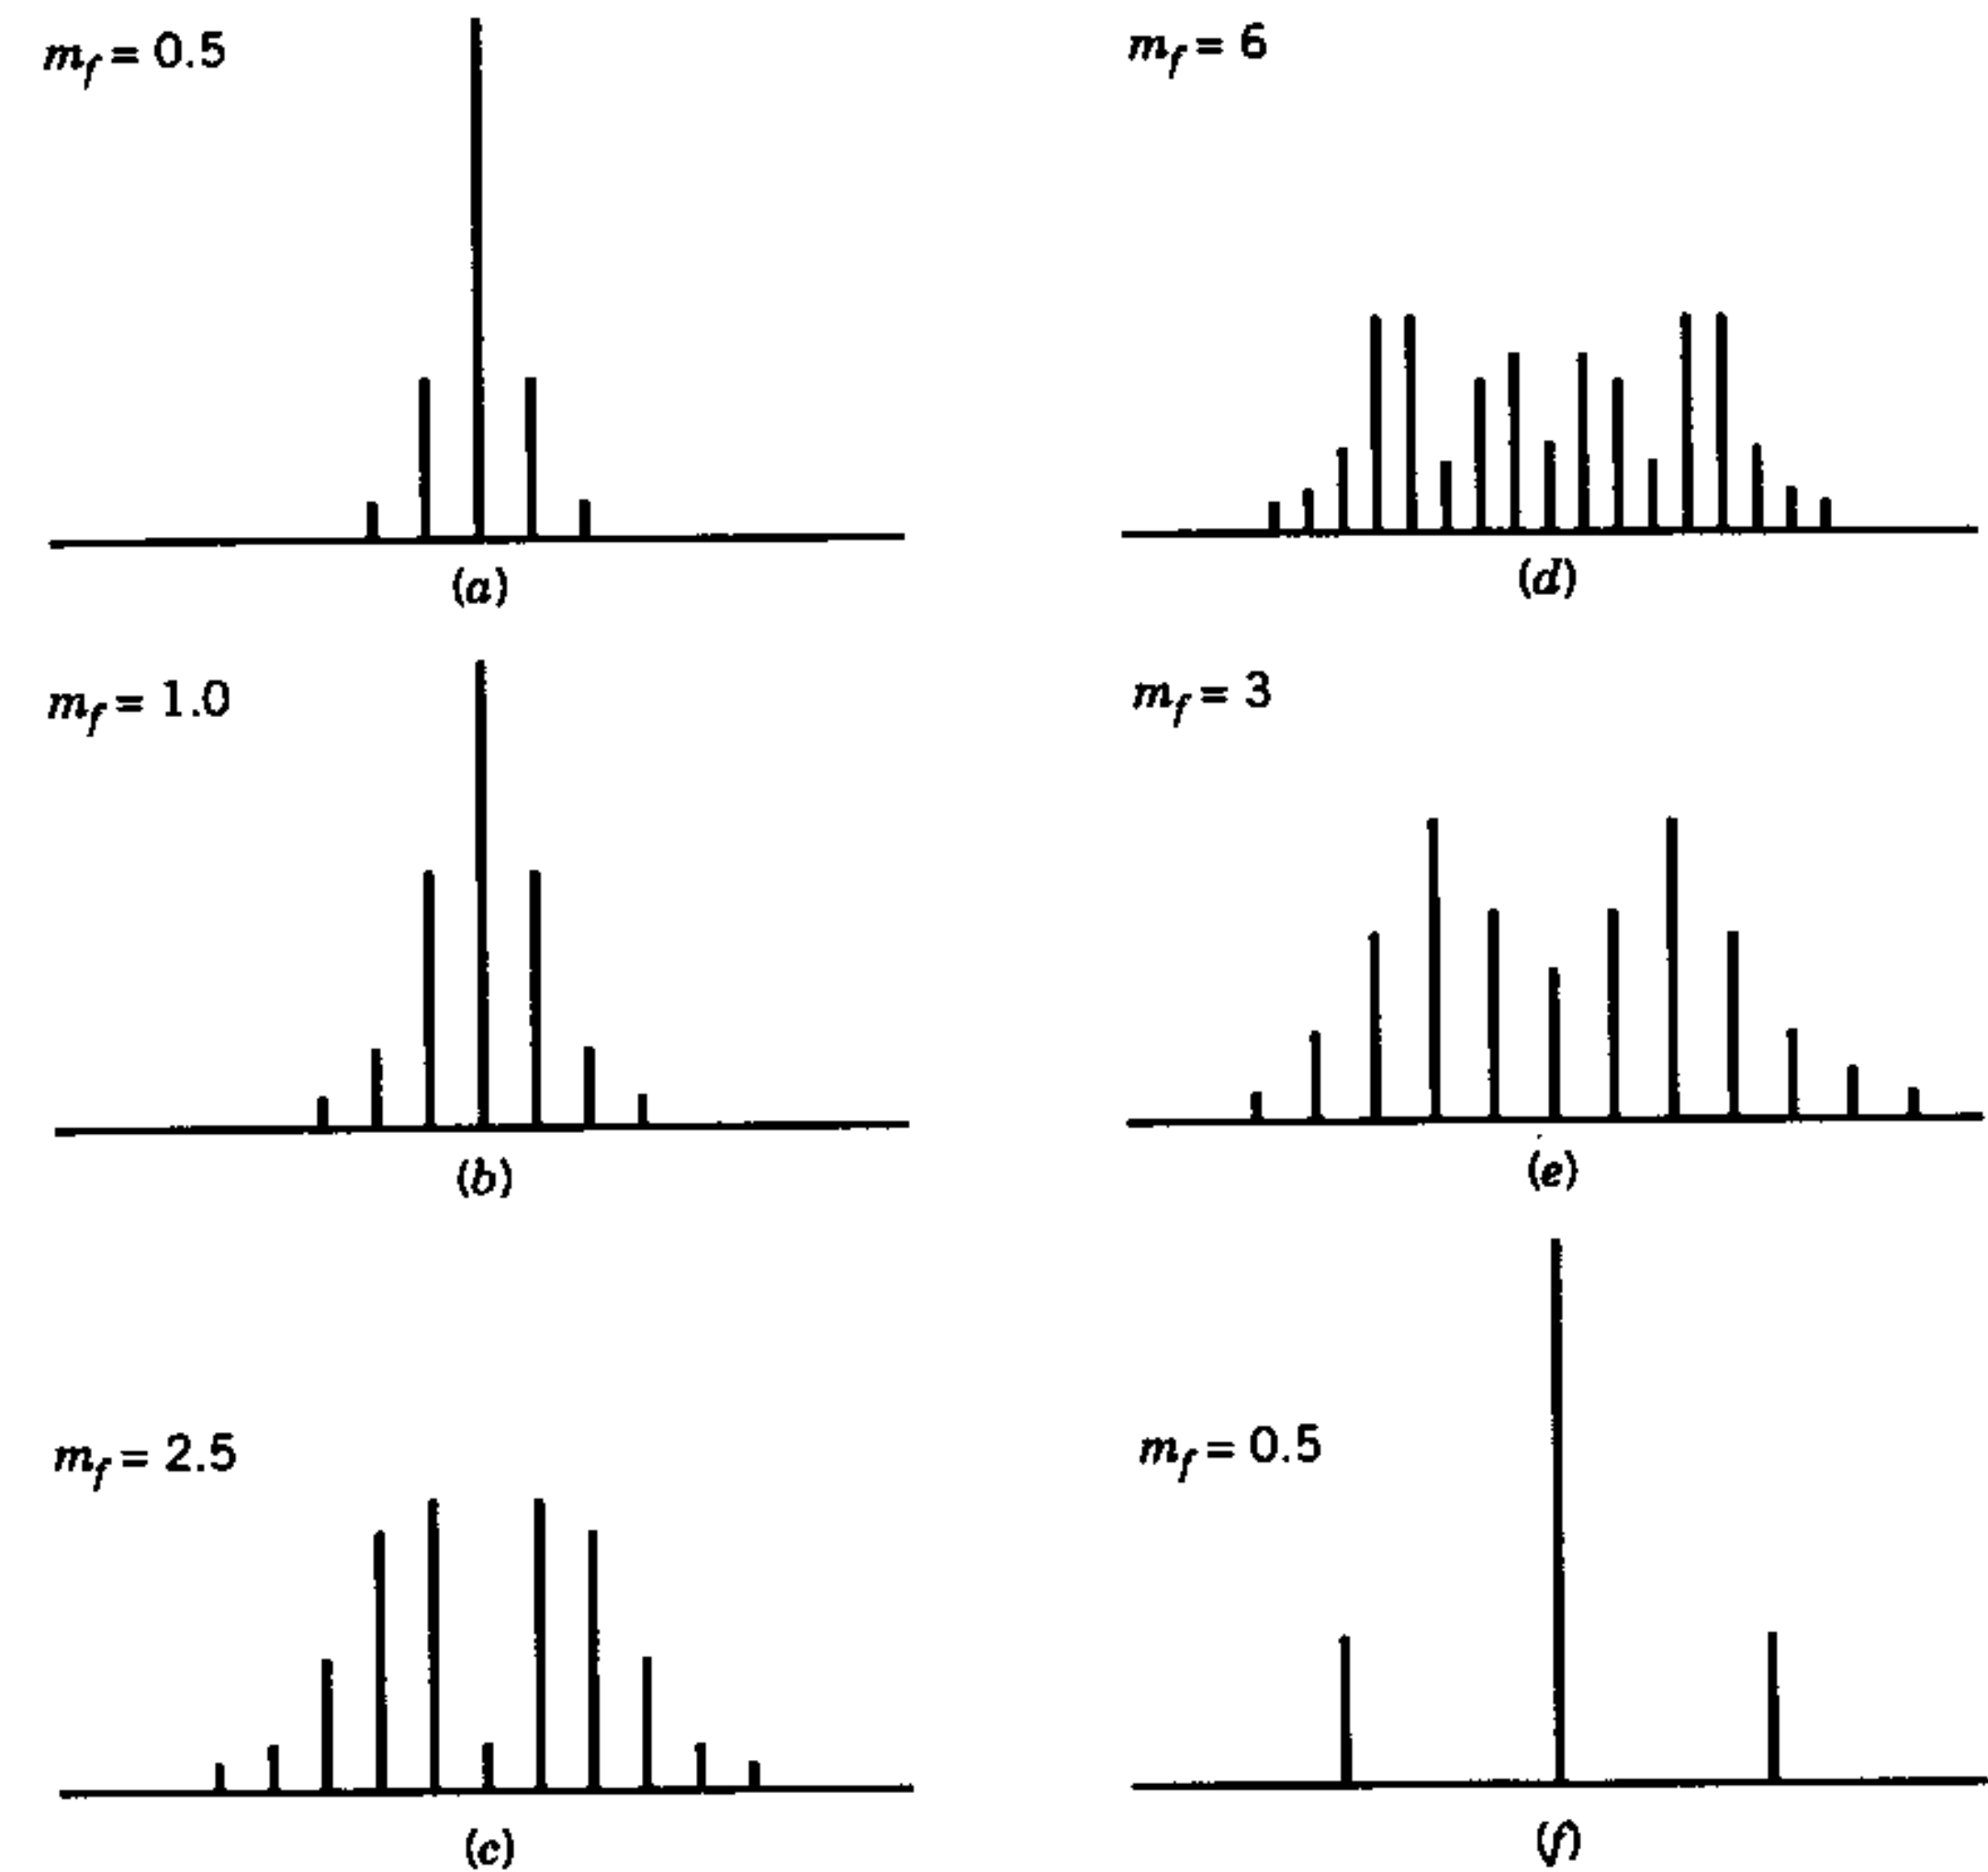 m_f = 0.5
(a)
m_f = 1.0
(b)
m_f = 2.5
(c)
m_f = 6
(d)
m_f = 3
(e)
m_f = 0.5
(f)